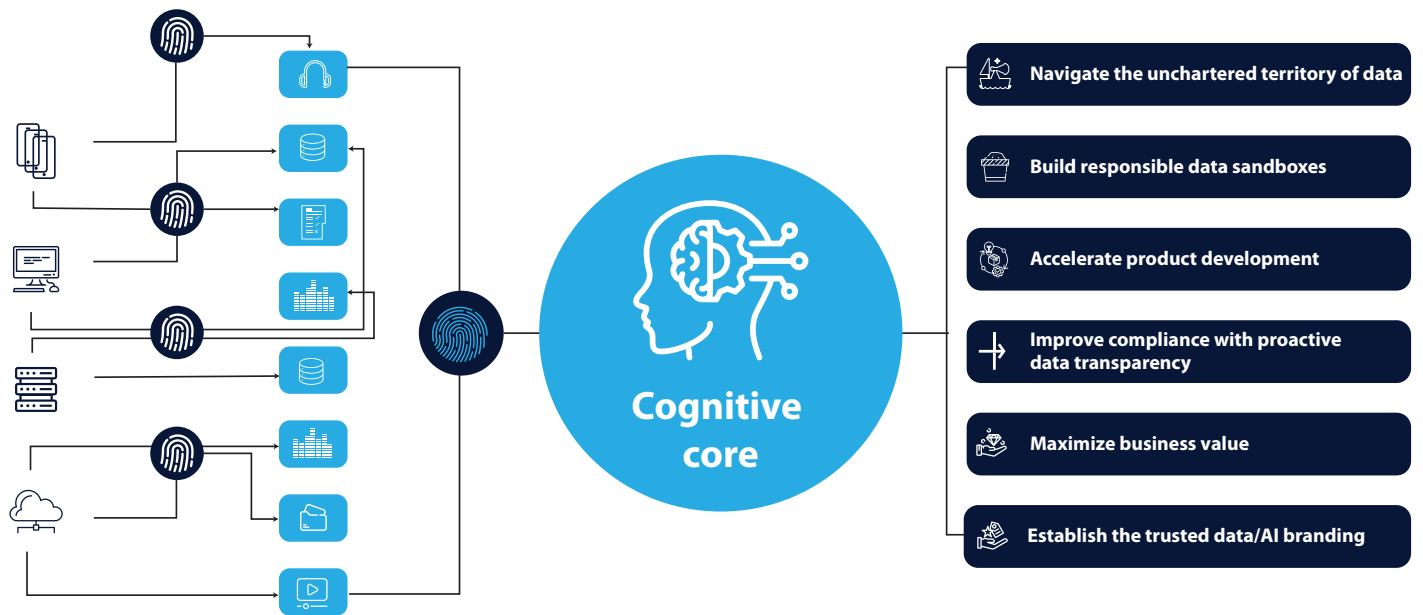 Cognitive
core
Navigate the unchartered territory of data
Build responsible data sandboxes
Accelerate product development
Improve compliance with proactive
data transparency
Maximize business value
Establish the trusted data/AI branding